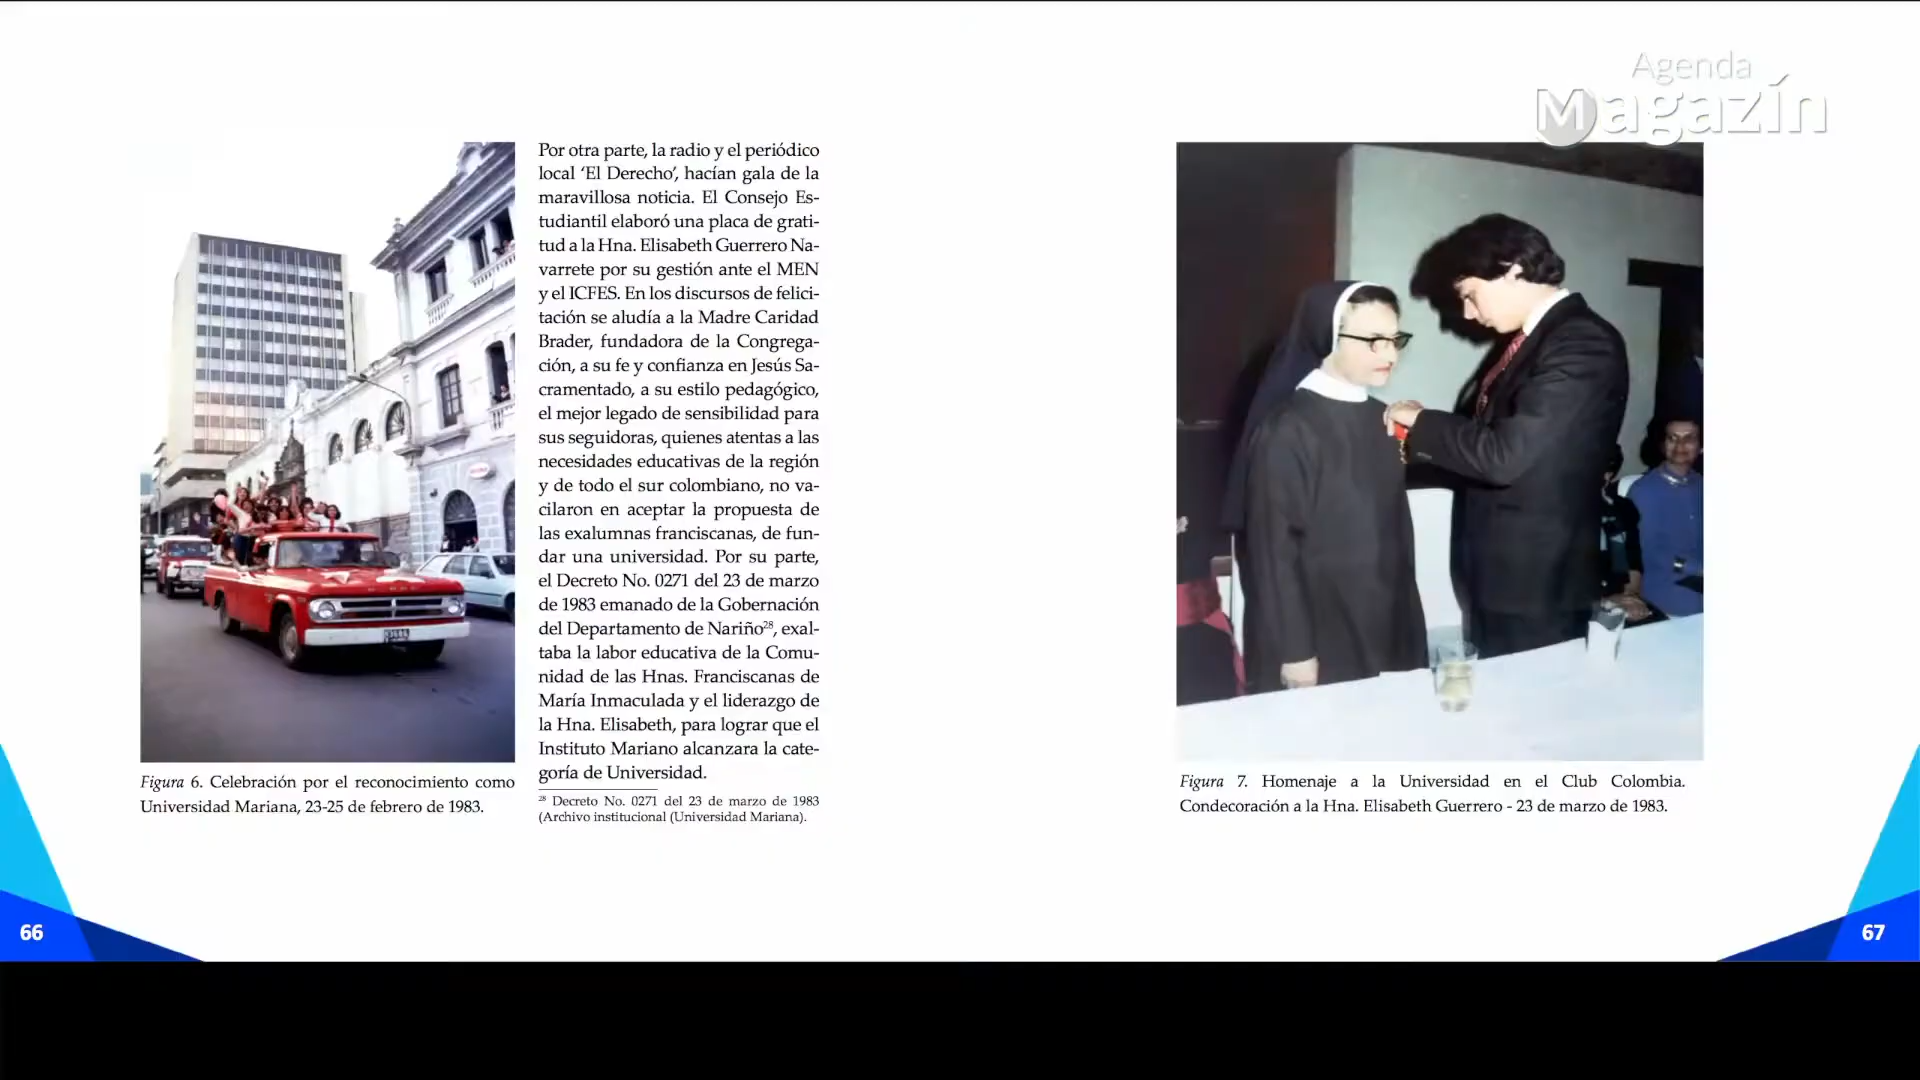 Agenda
Magazín
Por otra parte, la radio y el periódico
local ‘El Derecho’, hacían gala de la
maravillosa noticia. El Consejo Es-
tudiantil elaboró una placa de grati-
tud a la Hna. Elisabeth Guerrero Na-
varrete por su gestión ante el MEN
y el ICFES. En los discursos de felici-
tación se aludía a la Madre Caridad
Brader, fundadora de la Congrega-
ción, a su fe y confianza en Jesús Sa-
cramentado, a su estilo pedagógico,
el mejor legado de sensibilidad para
sus seguidoras, quienes atentas a las
necesidades educativas de la región
y de todo el sur colombiano, no va-
cilaron en aceptar la propuesta de
las exalumnas franciscanas, de fun-
dar una universidad. Por su parte,
el Decreto No. 0271 del 23 de marzo
de 1983 emanado de la Gobernación
del Departamento de Nariño²⁸, exal-
taba la labor educativa de la Comu-
nidad de las Hnas. Franciscanas de
María Inmaculada y el liderazgo de
la Hna. Elisabeth, para lograr que el
Instituto Mariano alcanzara la cate-
goría de Universidad.
²⁸ Decreto No. 0271 del 23 de marzo de 1983
(Archivo institucional (Universidad Mariana).
Figura 6. Celebración por el reconocimiento como
Universidad Mariana, 23-25 de febrero de 1983.
Figura 7. Homenaje a la Universidad en el Club Colombia.
Condecoración a la Hna. Elisabeth Guerrero - 23 de marzo de 1983.
66
67